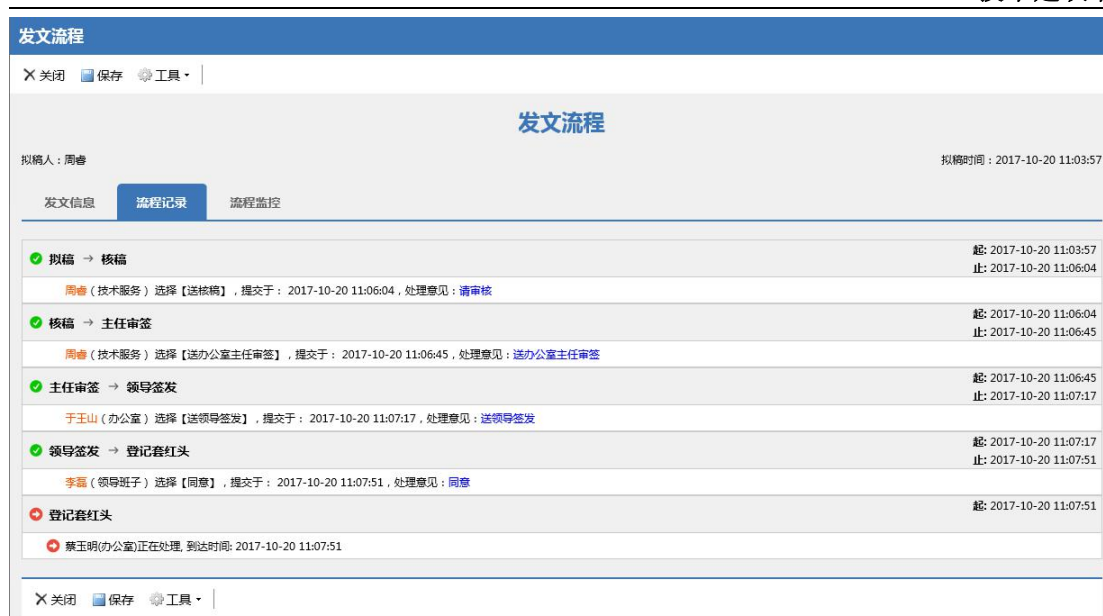 发文流程
关闭 保存 工具
发文流程
拟稿人：周睿 拟稿时间：2017-10-20 11:03:57
发文信息 流程记录 流程监控
拟稿 → 核稿 起: 2017-10-20 11:03:57
止: 2017-10-20 11:06:04
周睿 ( 技术服务 ) 选择【送核稿】, 提交于： 2017-10-20 11:06:04 , 处理意见：请审核
核稿 → 主任审签 起: 2017-10-20 11:06:04
止: 2017-10-20 11:06:45
周睿 ( 技术服务 ) 选择【送办公室主任审签】, 提交于： 2017-10-20 11:06:45 , 处理意见：送办公室主任审签
主任审签 → 领导签发 起: 2017-10-20 11:06:45
止: 2017-10-20 11:07:17
于玉山 ( 办公室 ) 选择【送领导签发】, 提交于： 2017-10-20 11:07:17 , 处理意见：送领导签发
领导签发 → 登记套红头 起: 2017-10-20 11:07:17
止: 2017-10-20 11:07:51
李磊 ( 领导班子 ) 选择【同意】, 提交于： 2017-10-20 11:07:51 , 处理意见：同意
登记套红头 起: 2017-10-20 11:07:51
蔡玉明(办公室)正在处理, 到达时间: 2017-10-20 11:07:51
关闭 保存 工具